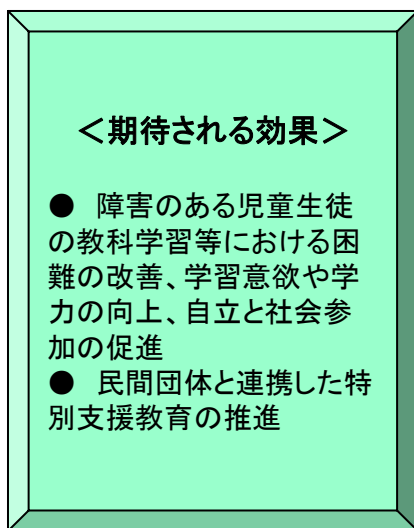 ＜期待される効果＞
●　障害のある児童生徒
の教科学習等における困
難の改善、学習意欲や学
力の向上、自立と社会参
加の促進
●　民間団体と連携した特
別支援教育の推進